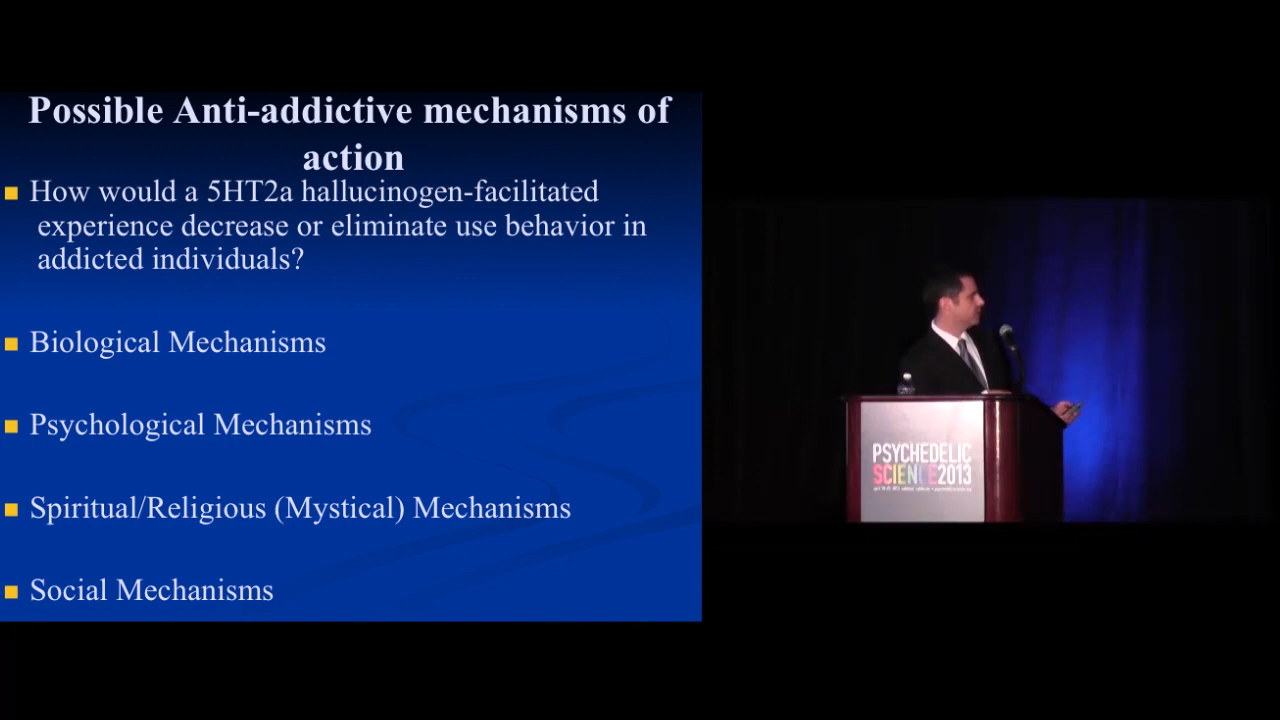 Possible Anti-addictive mechanisms of
action
How would a 5HT2a hallucinogen-facilitated
experience decrease or eliminate use behavior in
addicted individuals?
Biological Mechanisms
Psychological Mechanisms
Spiritual/Religious (Mystical) Mechanisms
Social Mechanisms
PSYCHEDELIC
SCIENCE2013